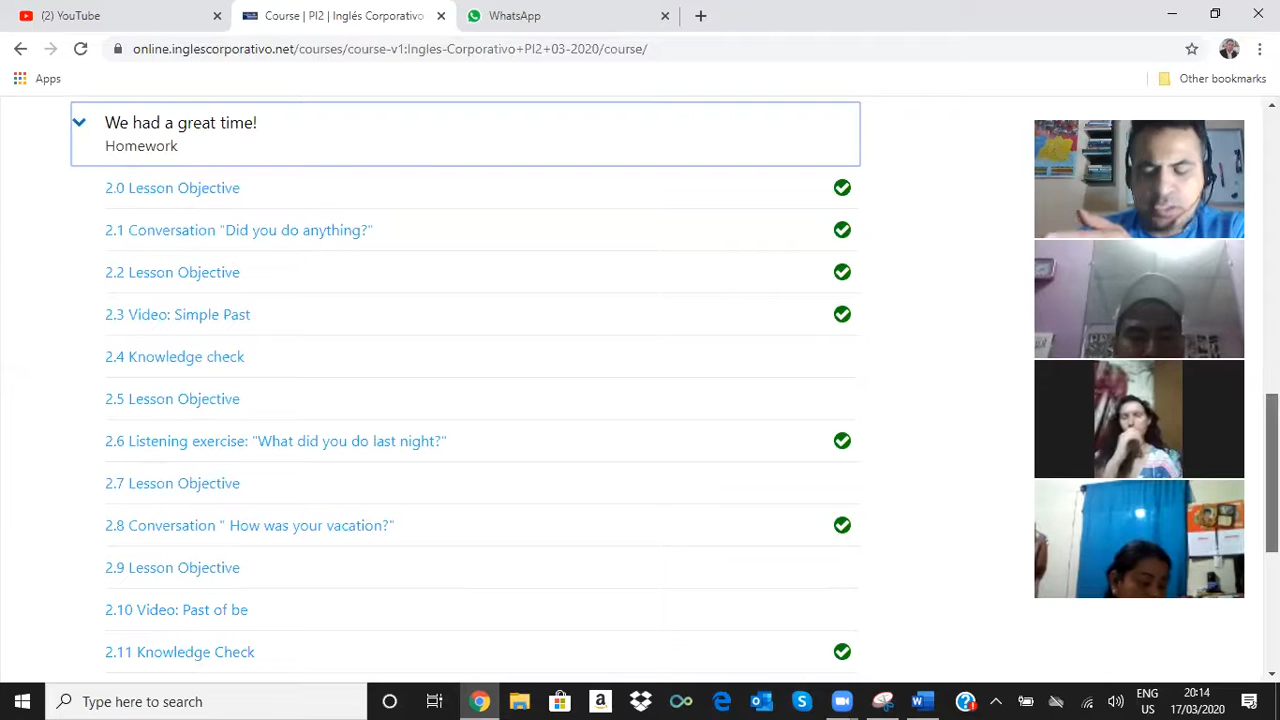 (2) YouTube
Course | PI2 | Inglés Corporativo
WhatsApp
online.inglescorporativo.net/courses/course-v1:Ingles-Corporativo+PI2+03-2020/course/
Apps
Other bookmarks
We had a great time!
Homework
2.0 Lesson Objective
2.1 Conversation "Did you do anything?"
2.2 Lesson Objective
2.3 Video: Simple Past
2.4 Knowledge check
2.5 Lesson Objective
2.6 Listening exercise: "What did you do last night?"
2.7 Lesson Objective
2.8 Conversation " How was your vacation?"
2.9 Lesson Objective
2.10 Video: Past of be
2.11 Knowledge Check
Type here to search
ENG
US
20:14
17/03/2020